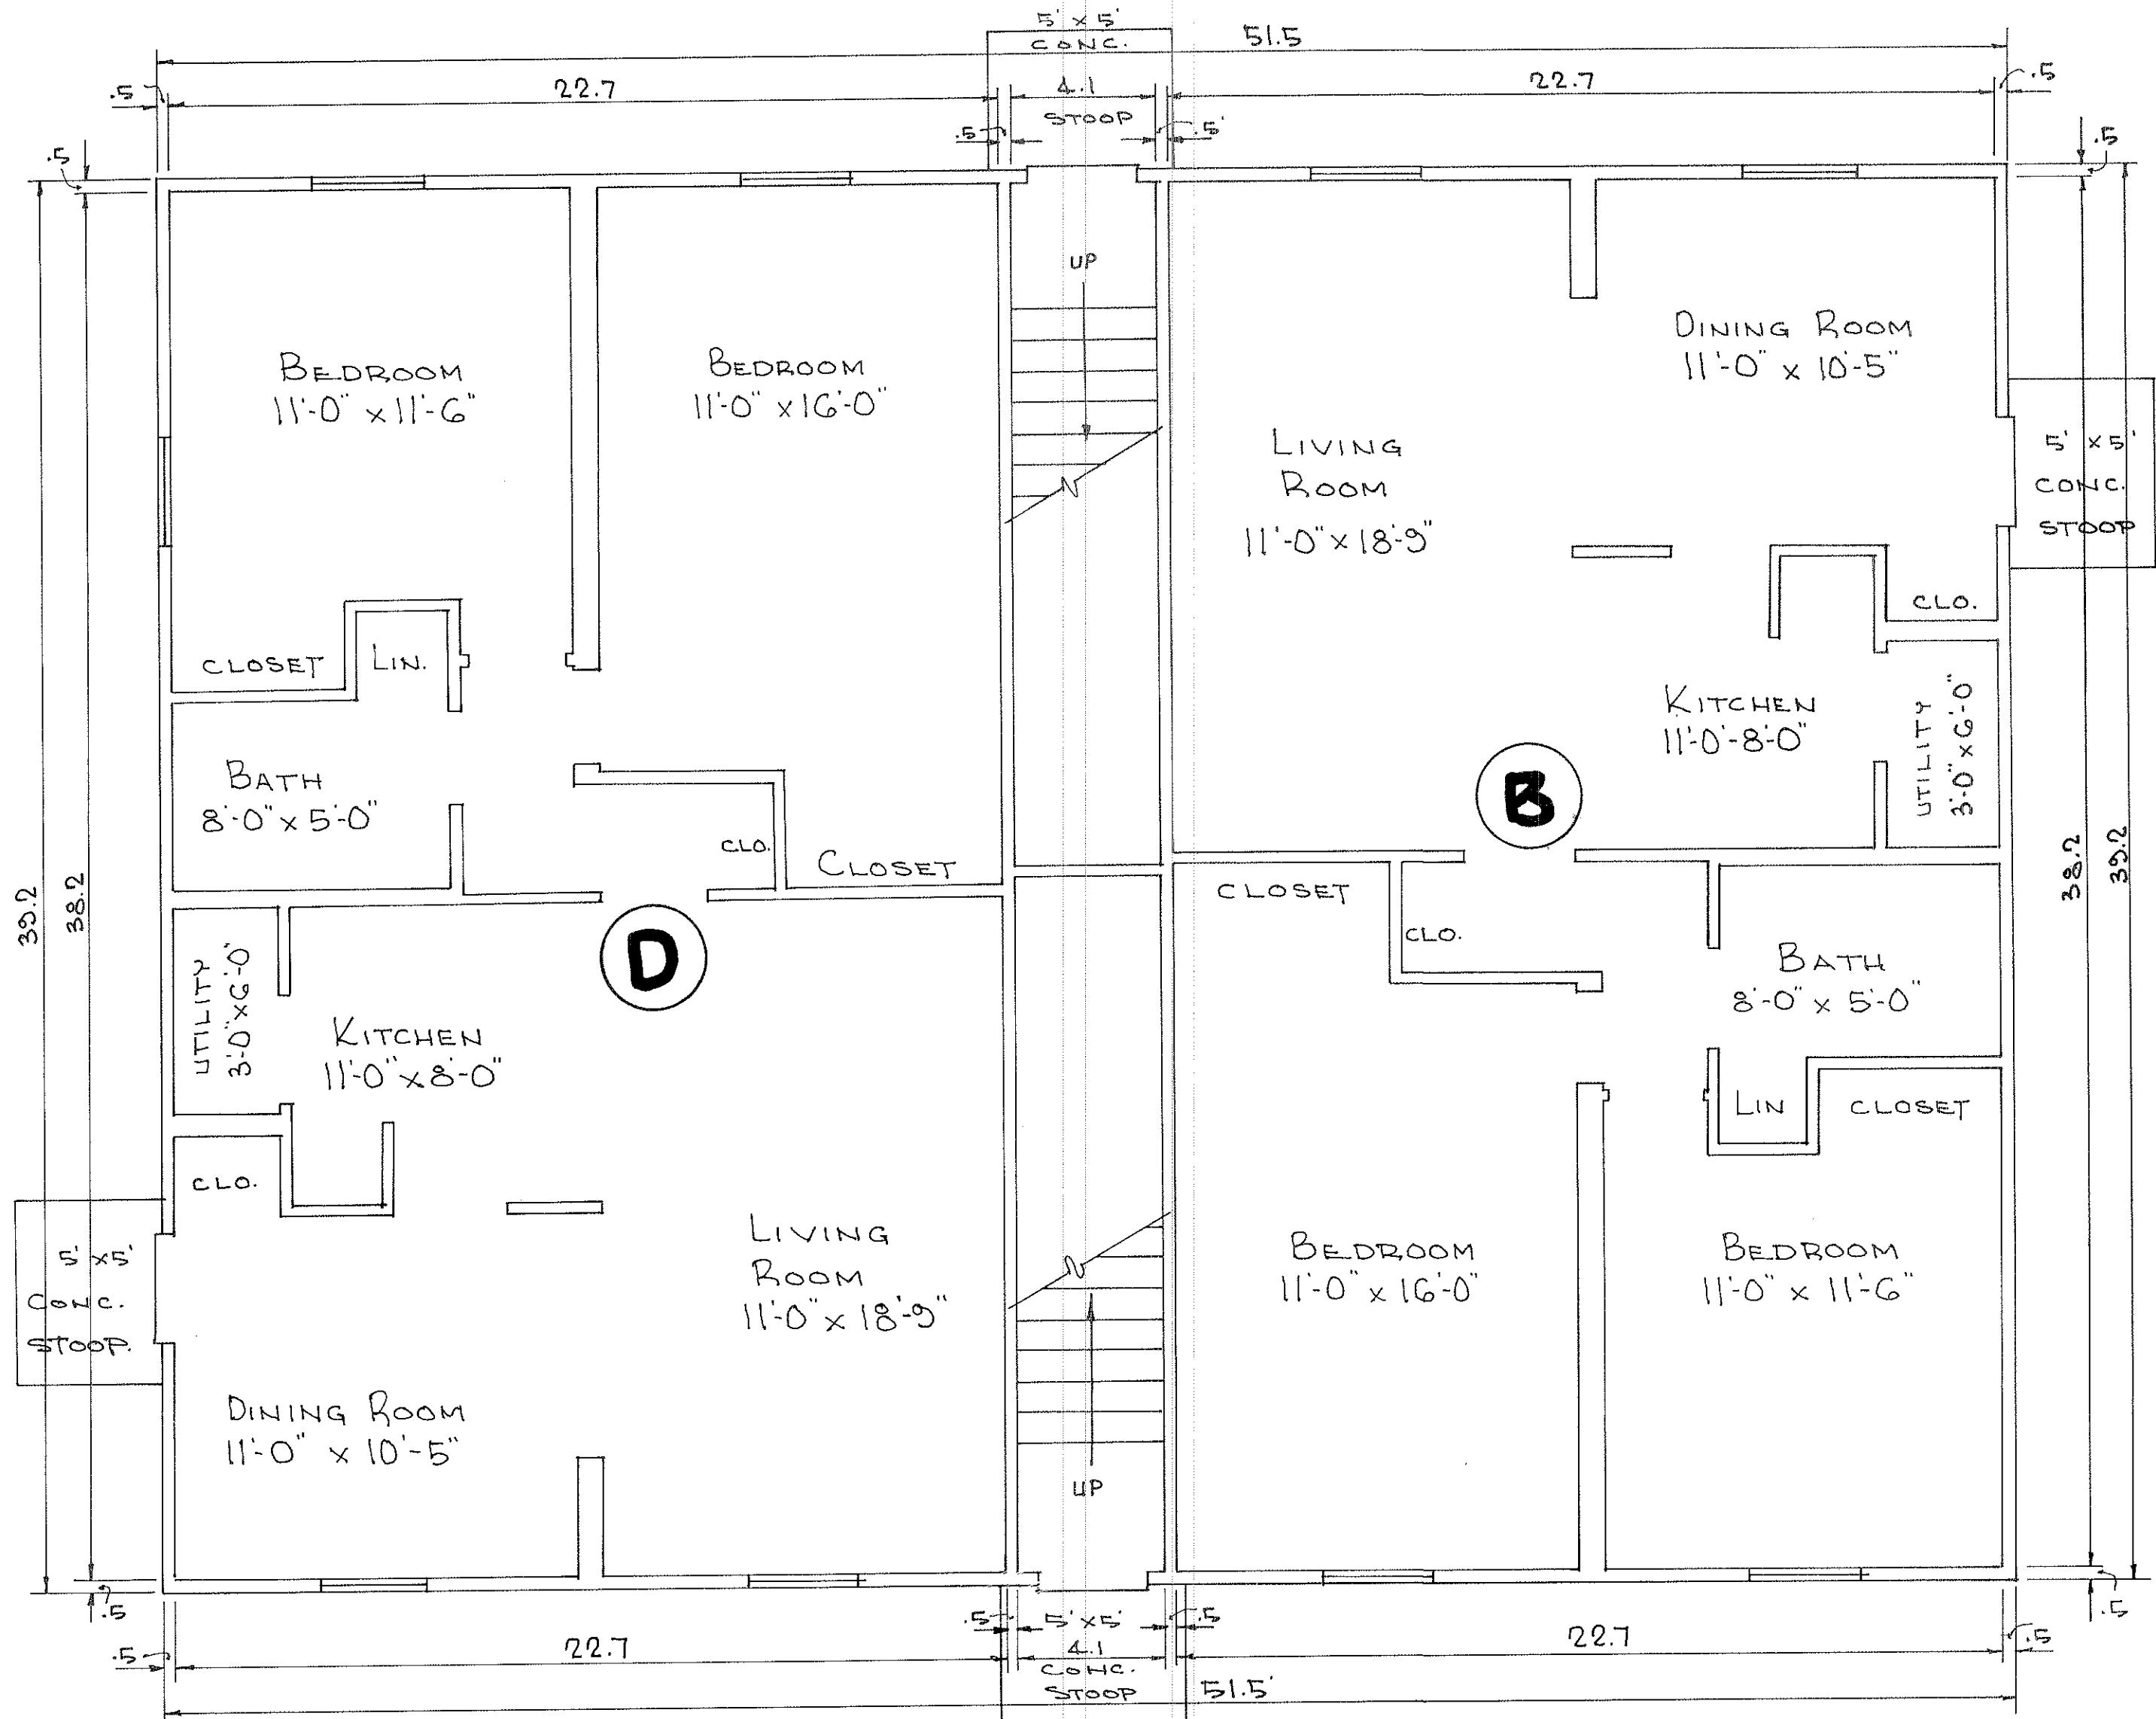 5' x 5'
CONC.
51.5
.5
22.7
4.1
22.7
.5
STOOP
.5
.5'
.5
.5
BEDROOM
11'-0" x 11'-6"
BEDROOM
11'-0" x 16'-0"
UP
DINING ROOM
11'-0" x 10'-5"
LIVING
ROOM
11'-0" x 18'-9"
5' x 5'
CONC.
STOOP
N
CLOSET
LIN.
CLO.
KITCHEN
11'-0'-8'-0"
UTILITY
3'-0" x 6'-0"
BATH
8'-0" x 5'-0"
B
CLO.
CLOSET
39.2
38.2
38.2
39.2
CLOSET
CLO.
D
BATH
8'-0" x 5'-0"
UTILITY
3'-0" x 6'-0"
KITCHEN
11'-0" x 8'-0"
LIN
CLOSET
CLO.
5' x 5'
CONC.
STOOP.
LIVING
ROOM
11'-0" x 18'-9"
N
BEDROOM
11'-0" x 16'-0"
BEDROOM
11'-0" x 11'-6"
DINING ROOM
11'-0" x 10'-5"
UP
.5
.5
5' x 5'
.5
.5
.5
22.7
4.1
22.7
.5
CONC.
STOOP
51.5'